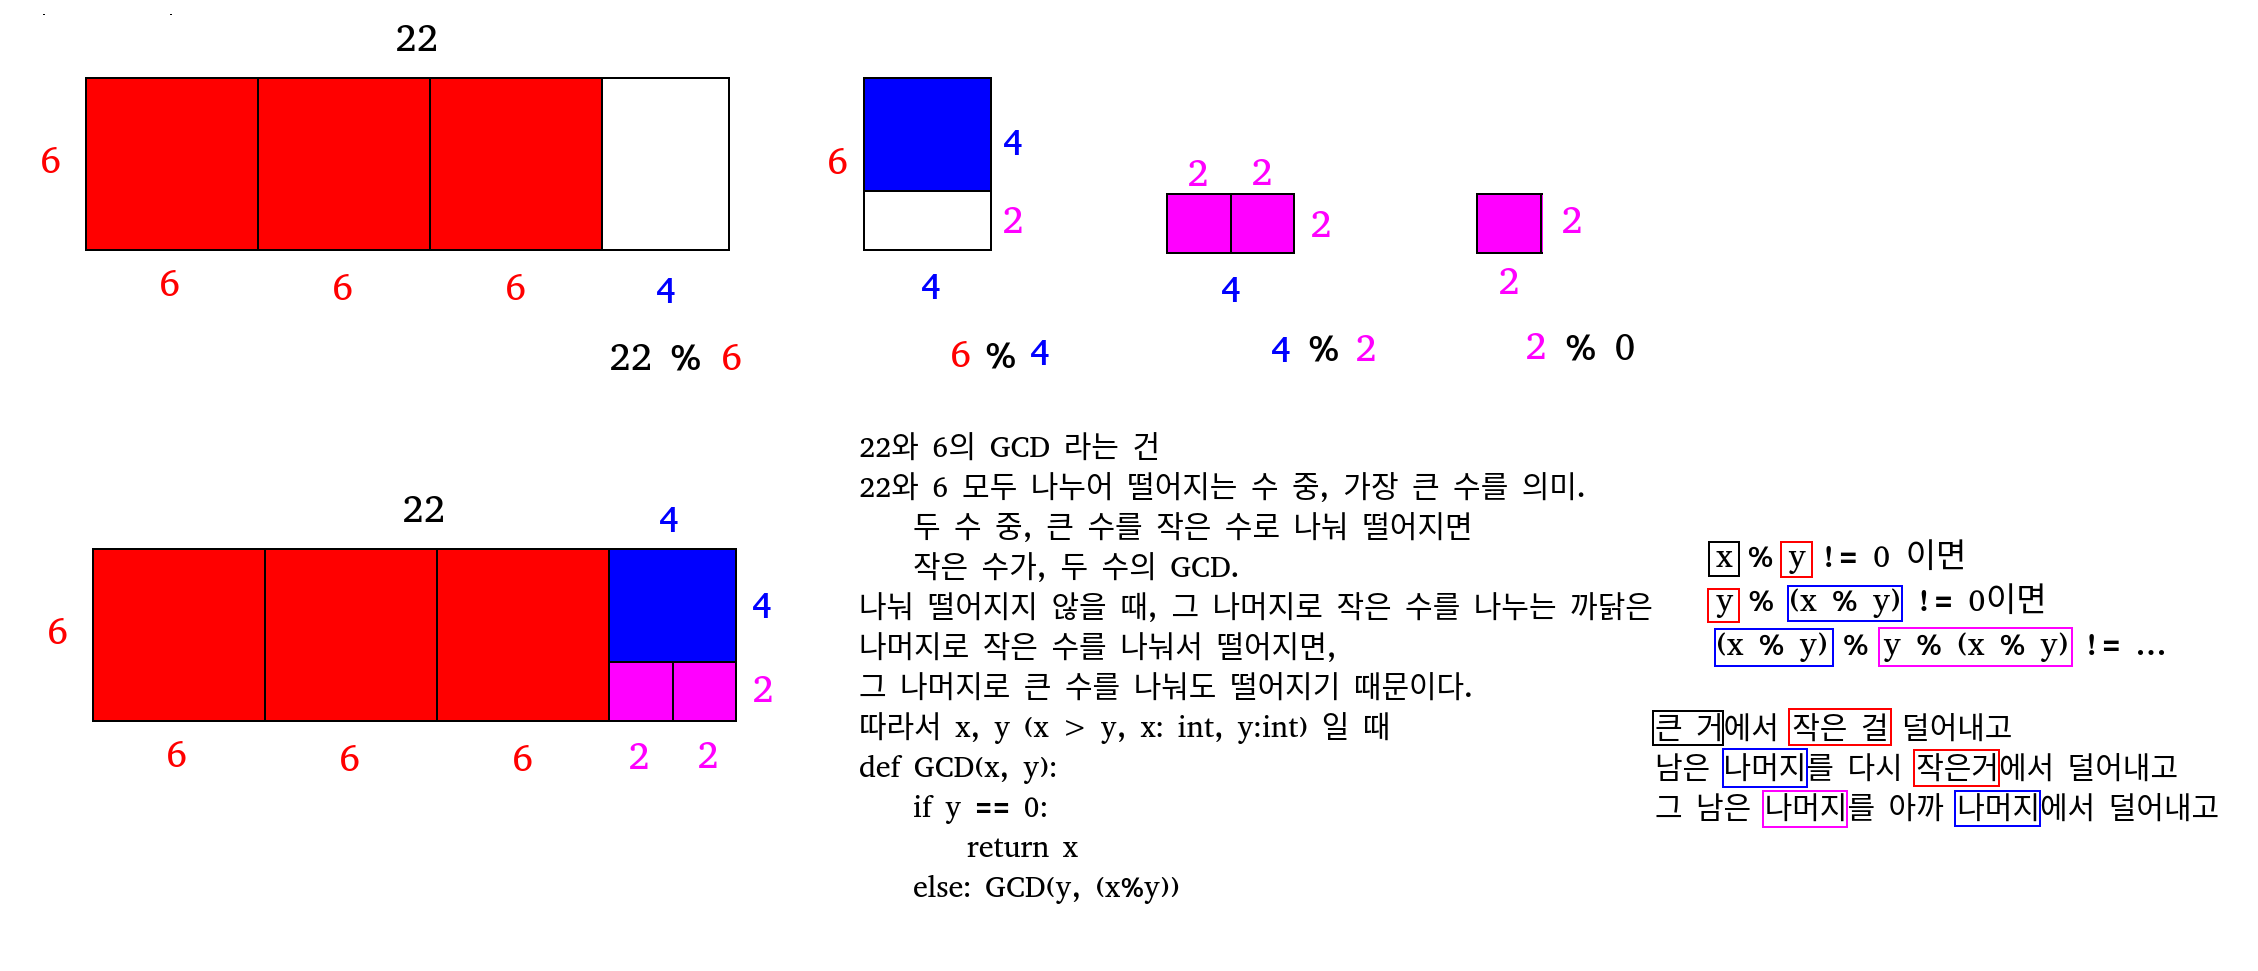 22
6
6 6 6 4
22 % 6
6
4
2
4
6 % 4
2 2
2
4
4 % 2
2
2
2 % 0
22
4
6
4
2
6 6 6 2 2
22와 6의 GCD 라는 건
22와 6 모두 나누어 떨어지는 수 중, 가장 큰 수를 의미.
두 수 중, 큰 수를 작은 수로 나눠 떨어지면
작은 수가, 두 수의 GCD.
나눠 떨어지지 않을 때, 그 나머지로 작은 수를 나누는 까닭은
나머지로 작은 수를 나눠서 떨어지면,
그 나머지로 큰 수를 나눠도 떨어지기 때문이다.
따라서 x, y (x > y, x: int, y:int) 일 때
def GCD(x, y):
if y == 0:
return x
else: GCD(y, (x%y))
x % y != 0 이면
y % (x % y) != 0이면
(x % y) % y % (x % y) != ...
큰 거에서 작은 걸 덜어내고
남은 나머지를 다시 작은거에서 덜어내고
그 남은 나머지를 아까 나머지에서 덜어내고